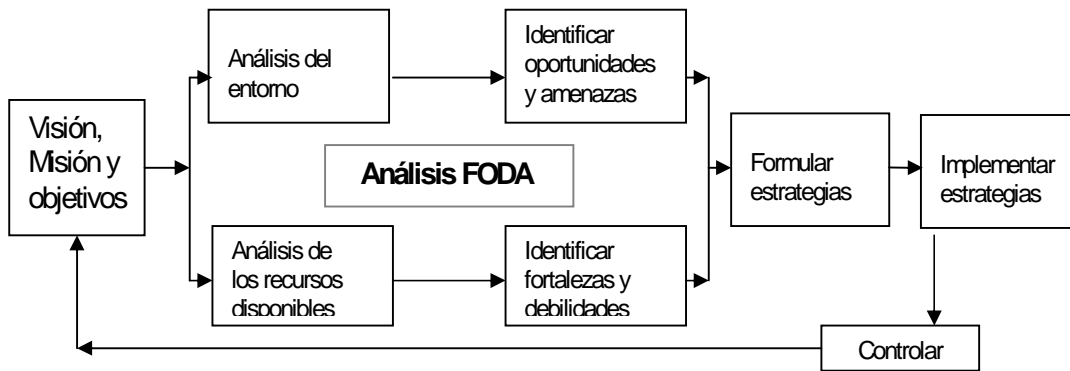 Visión,
Misión y
objetivos
Análisis del
entorno
Identificar
oportunidades
y amenazas
Análisis FODA
Análisis de
los recursos
disponibles
Identificar
fortalezas y
debilidades
Formular
estrategias
Implementar
estrategias
Controlar